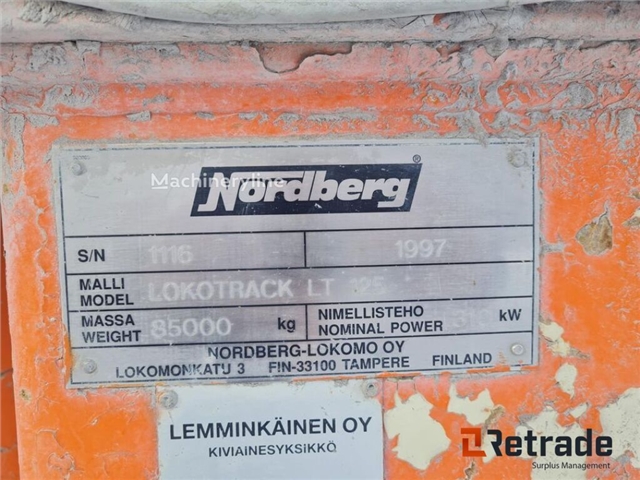 Nordberg®
Machineryline
S/N 1116 1997
MALLI
MODEL LOKOTRACK LT 125
MASSA
WEIGHT 85000 kg
NIMELLISTEHO
NOMINAL POWER kW
NORDBERG-LOKOMO OY
LOKOMONKATU 3 FIN-33100 TAMPERE FINLAND
LEMMINKÄINEN OY
KIVIAINESYKSIKKÖ
Retrade
Surplus Management